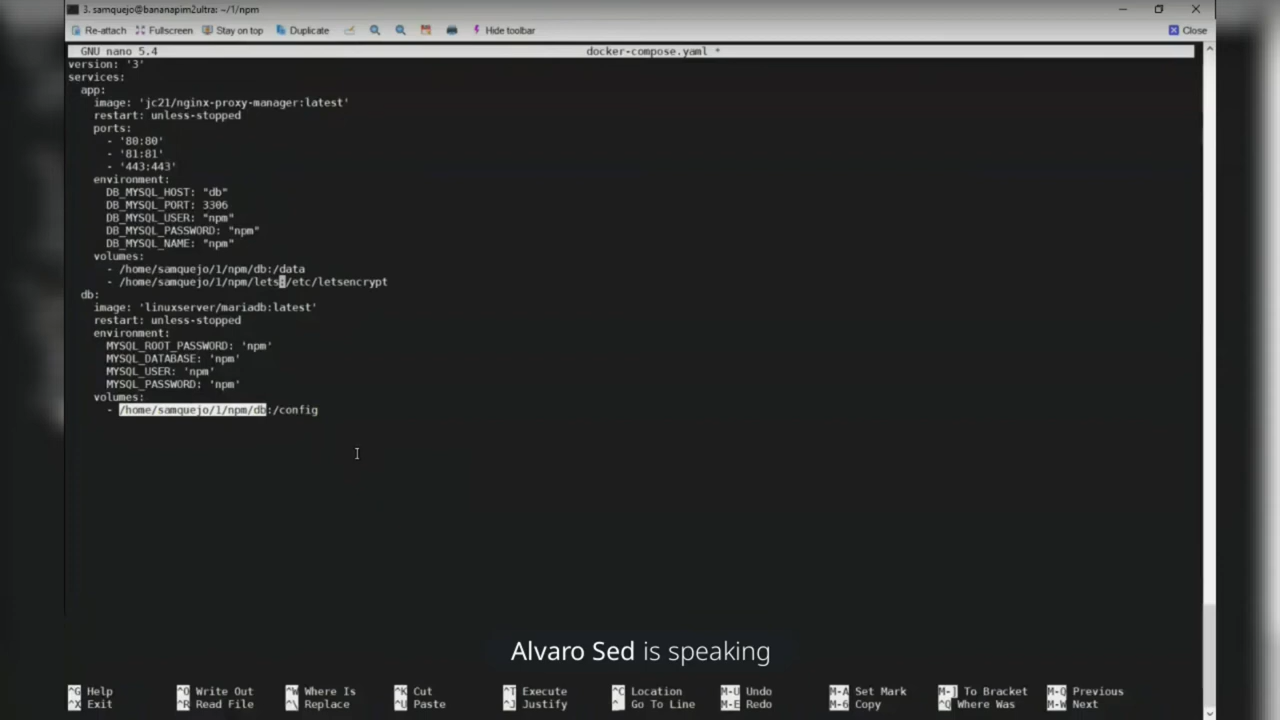 3. samquejo@bananapim2ultra: ~/1/npm
Re-attach Fullscreen Stay on top Duplicate Hide toolbar Close
GNU nano 5.4 docker-compose.yaml *
version: '3'
services:
app:
image: 'jc21/nginx-proxy-manager:latest'
restart: unless-stopped
ports:
- '80:80'
- '81:81'
- '443:443'
environment:
DB_MYSQL_HOST: "db"
DB_MYSQL_PORT: 3306
DB_MYSQL_USER: "npm"
DB_MYSQL_PASSWORD: "npm"
DB_MYSQL_NAME: "npm"
volumes:
- /home/samquejo/1/npm/db:/data
- /home/samquejo/1/npm/lets:/etc/letsencrypt
db:
image: 'linuxserver/mariadb:latest'
restart: unless-stopped
environment:
MYSQL_ROOT_PASSWORD: 'npm'
MYSQL_DATABASE: 'npm'
MYSQL_USER: 'npm'
MYSQL_PASSWORD: 'npm'
volumes:
- /home/samquejo/1/npm/db:/config
Alvaro Sed is speaking
^G Help ^O Write Out ^W Where Is ^K Cut ^T Execute ^C Location M-U Undo M-A Set Mark M-] To Bracket M-Q Previous
^X Exit ^R Read File ^\ Replace ^U Paste ^J Justify ^_ Go To Line M-E Redo M-6 Copy ^Q Where Was M-W Next